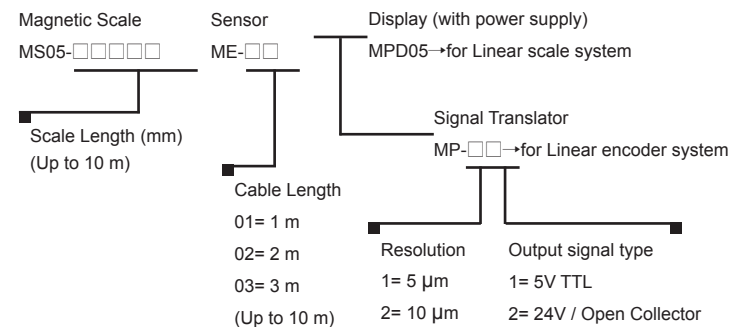 Magnetic Scale
MS05-□□□□□
Scale Length (mm)
(Up to 10 m)
Sensor
ME-□□
Cable Length
01= 1 m
02= 2 m
03= 3 m
(Up to 10 m)
Display (with power supply)
MPD05→for Linear scale system
Signal Translator
MP-□□→for Linear encoder system
Resolution
1= 5 μm
2= 10 μm
Output signal type
1= 5V TTL
2= 24V / Open Collector